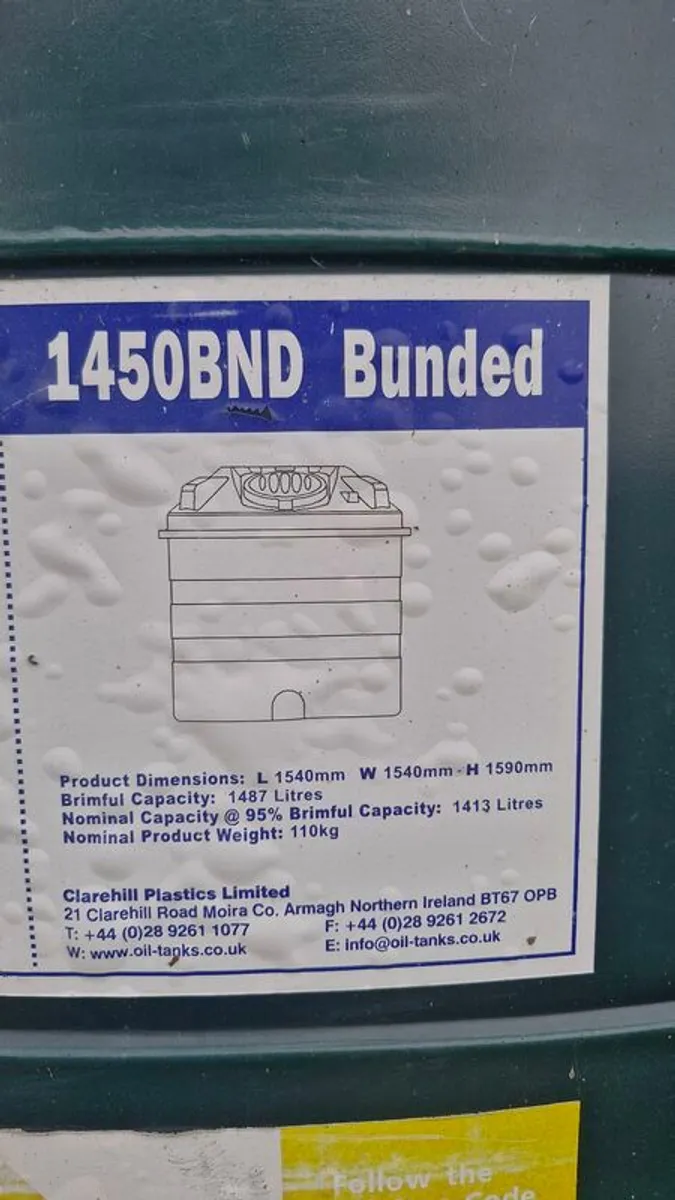 1450BND Bunded
Product Dimensions: L 1540mm W 1540mm - H 1590mm
Brimful Capacity: 1487 Litres
Nominal Capacity @ 95% Brimful Capacity: 1413 Litres
Nominal Product Weight: 110kg
Clarehill Plastics Limited
21 Clarehill Road Moira Co. Armagh Northern Ireland BT67 OPB
T: +44 (0)28 9261 1077 F: +44 (0)28 9261 2672
W: www.oil-tanks.co.uk E: info@oil-tanks.co.uk
Follow the
Code